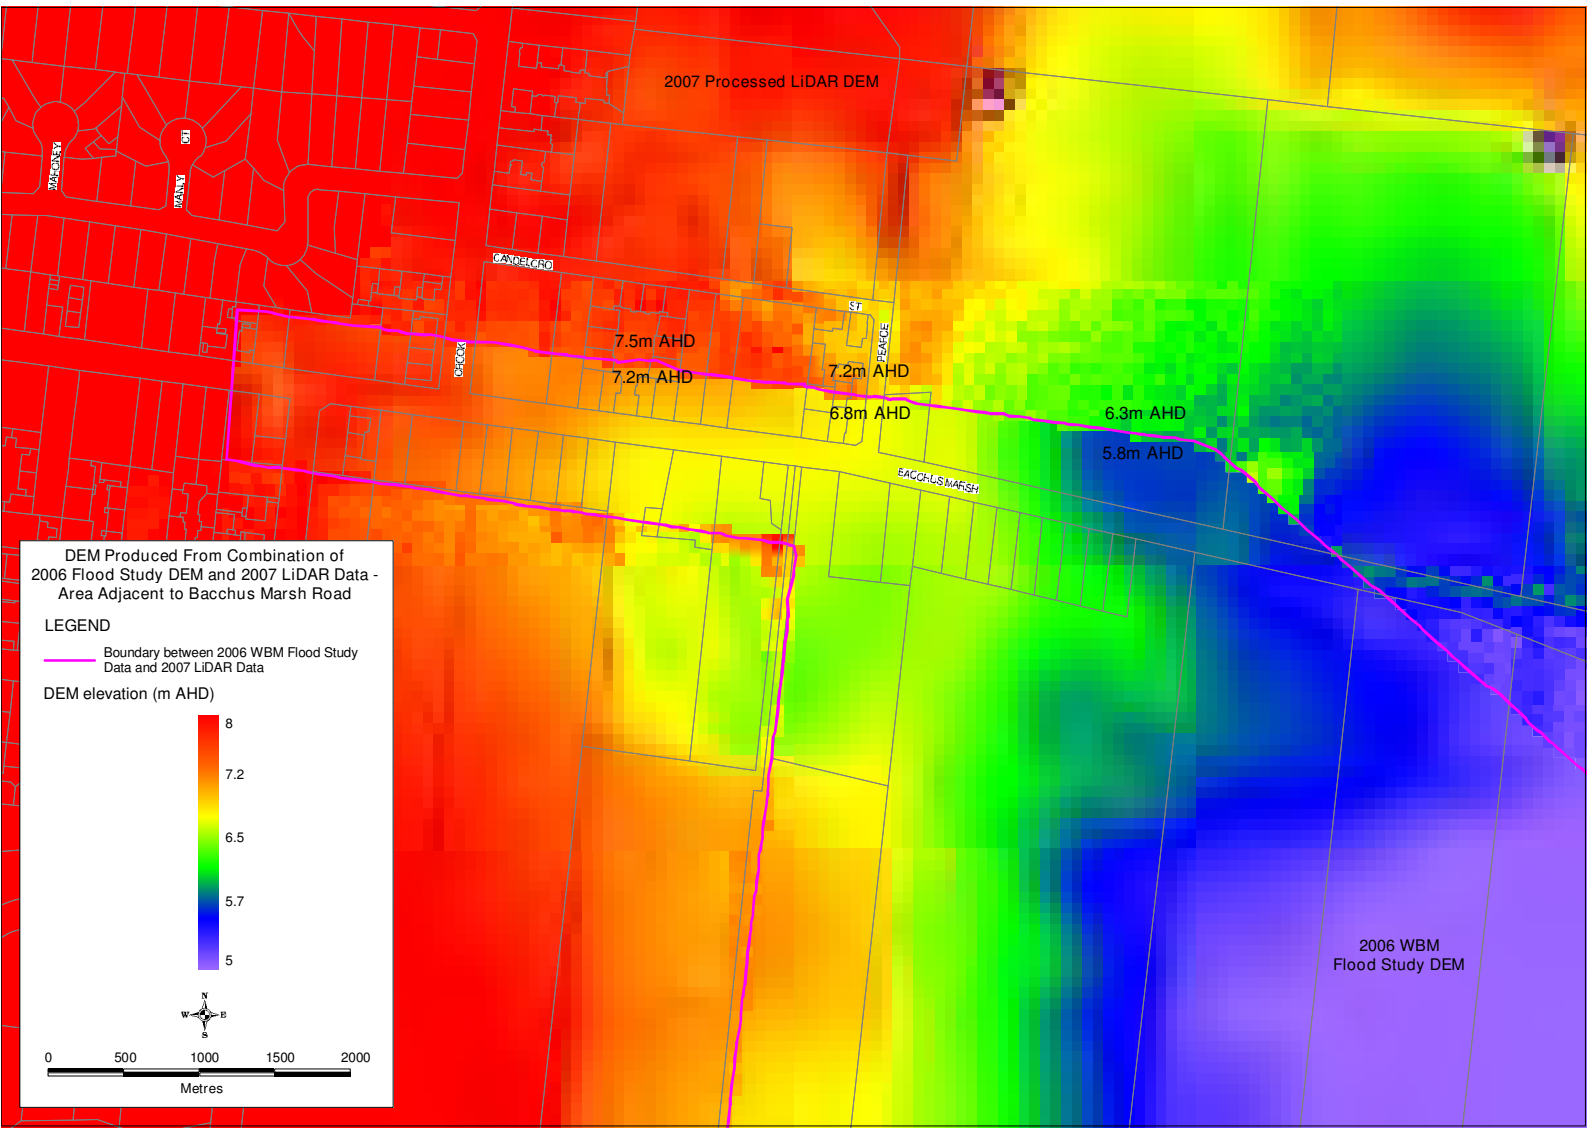 2007 Processed LiDAR DEM
CT
MAHONEY
MANLY
CANDELCRO
ST
PEARCE
CROOK
7.5m AHD
7.2m AHD
7.2m AHD
6.8m AHD
6.3m AHD
5.8m AHD
BACCHUS MARSH
DEM Produced From Combination of
2006 Flood Study DEM and 2007 LiDAR Data -
Area Adjacent to Bacchus Marsh Road
LEGEND
Boundary between 2006 WBM Flood Study
Data and 2007 LiDAR Data
DEM elevation (m AHD)
8
7.2
6.5
5.7
5
N
W E
S
0 500 1000 1500 2000
Metres
2006 WBM
Flood Study DEM